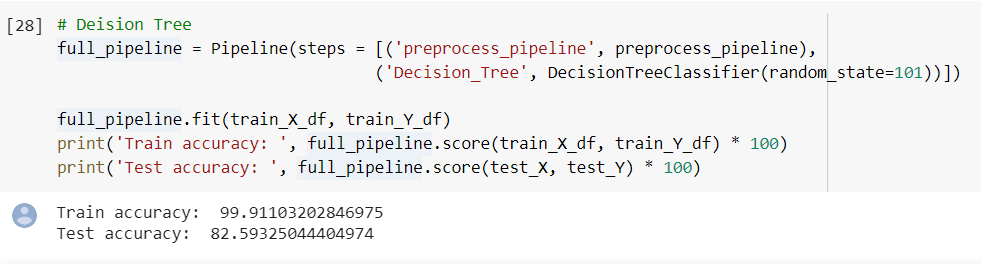 [28] # Deision Tree
full_pipeline = Pipeline(steps = [('preprocess_pipeline', preprocess_pipeline),
('Decision_Tree', DecisionTreeClassifier(random_state=101))])
full_pipeline.fit(train_X_df, train_Y_df)
print('Train accuracy: ', full_pipeline.score(train_X_df, train_Y_df) * 100)
print('Test accuracy: ', full_pipeline.score(test_X, test_Y) * 100)
Train accuracy:  99.91103202846975
Test accuracy:  82.59325044404974